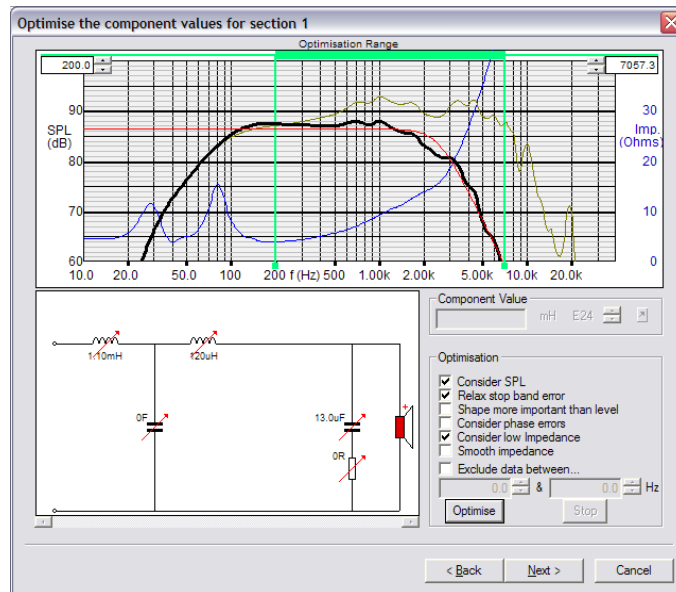 Optimise the component values for section 1
Optimisation Range
200.0
7057.3
90
SPL
(dB)
80
70
60
30
Imp.
(Ohms)
20
10
0
10.0 20.0 50.0 100 200 f (Hz) 500 1.00k 2.00k 5.00k 10.0k 20.0k
1.10mH
120uH
0F
13.0uF
0R
+
Component Value
mH E24
Optimisation
Consider SPL
Relax stop band error
Shape more important than level
Consider phase errors
Consider low Impedance
Smooth impedance
Exclude data between...
0.0 & 0.0 Hz
Optimise Stop
< Back Next > Cancel